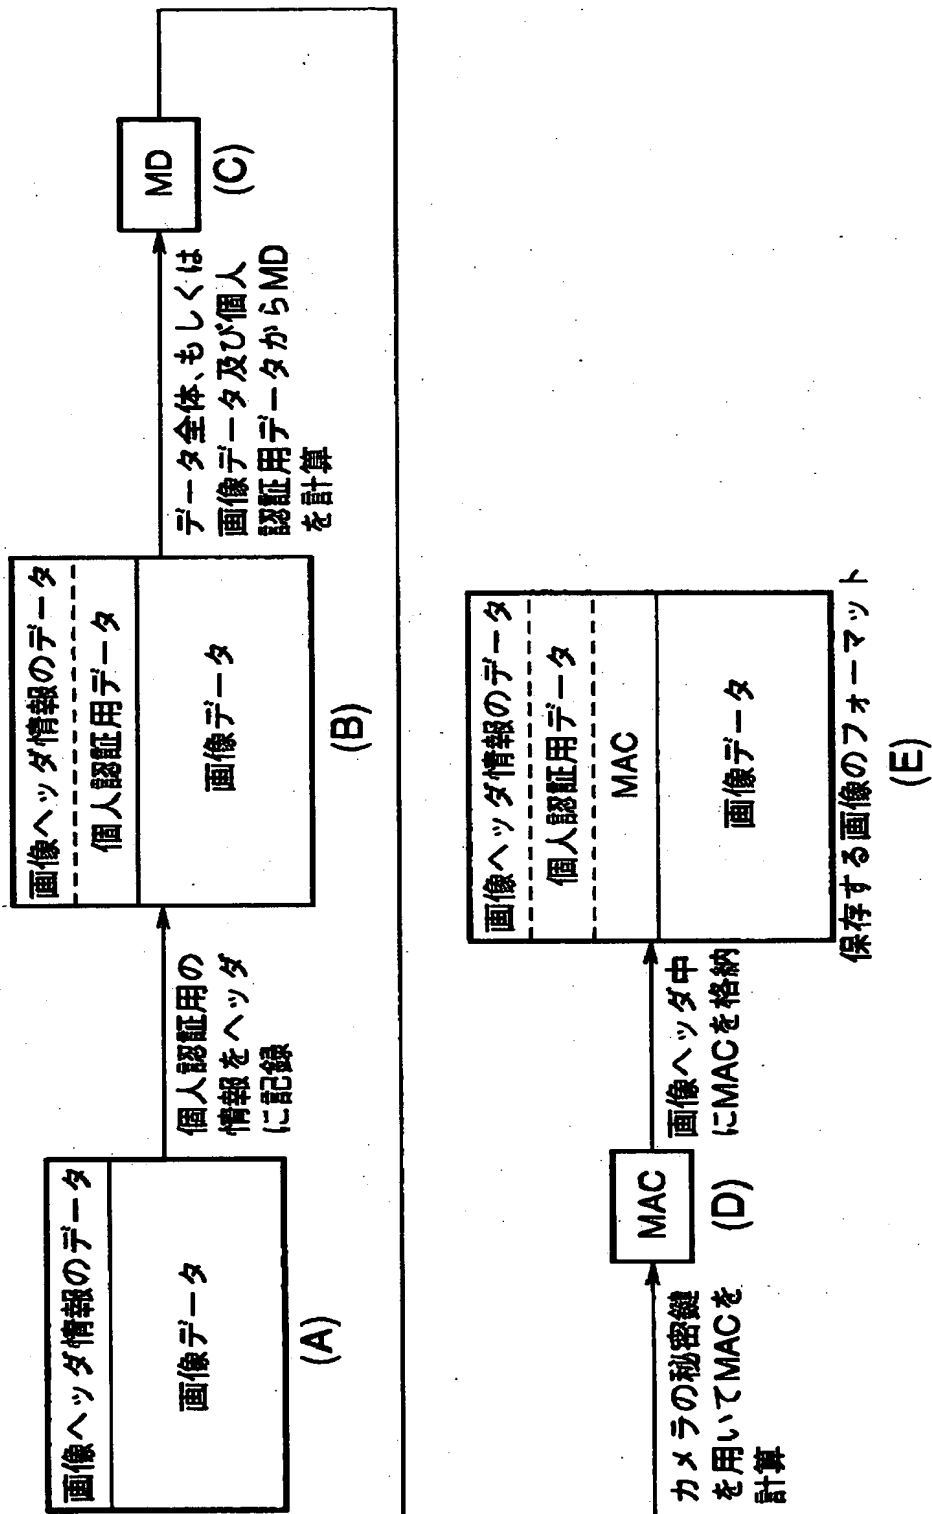 画像ヘッダ情報のデータ
画像データ
(A)
個人認証用の
情報をヘッダ
に記録
画像ヘッダ情報のデータ
個人認証用データ
画像データ
(B)
データ全体、もしくは
画像データ及び個人
認証用データからMD
を計算
MD
(C)
カメラの秘密鍵
を用いてMACを
計算
MAC
(D)
画像ヘッダ中
にMACを格納
画像ヘッダ情報のデータ
個人認証用データ
MAC
画像データ
保存する画像のフォーマット
(E)